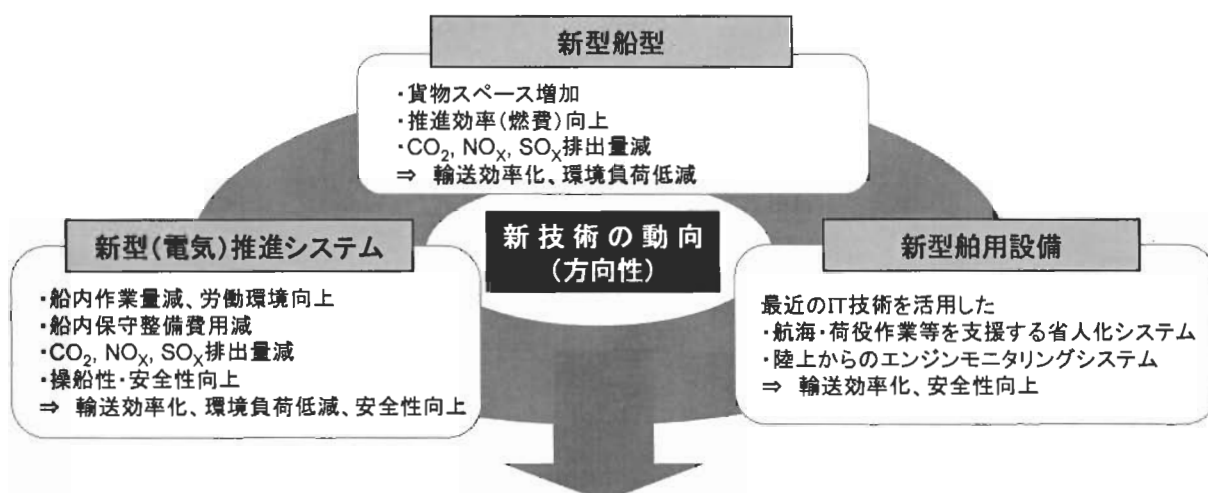 新型船型
・貨物スペース増加
・推進効率(燃費)向上
・CO₂, NOₓ, SOₓ排出量減
⇒ 輸送効率化、環境負荷低減
新技術の動向
(方向性)
新型(電気)推進システム
・船内作業量減、労働環境向上
・船内保守整備費用減
・CO₂, NOₓ, SOₓ排出量減
・操船性・安全性向上
⇒ 輸送効率化、環境負荷低減、安全性向上
新型舶用設備
最近のIT技術を活用した
・航海・荷役作業等を支援する省人化システム
・陸上からのエンジンモニタリングシステム
⇒ 輸送効率化、安全性向上